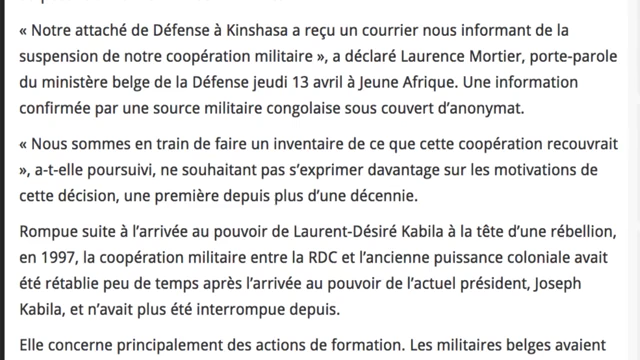 « Notre attaché de Défense à Kinshasa a reçu un courrier nous informant de la
suspension de notre coopération militaire », a déclaré Laurence Mortier, porte-parole
du ministère belge de la Défense jeudi 13 avril à Jeune Afrique. Une information
confirmée par une source militaire congolaise sous couvert d’anonymat.
« Nous sommes en train de faire un inventaire de ce que cette coopération recouvrait
», a-t-elle poursuivi, ne souhaitant pas s’exprimer davantage sur les motivations de
cette décision, une première depuis plus d’une décennie.
Rompue suite à l’arrivée au pouvoir de Laurent-Désiré Kabila à la tête d’une rébellion,
en 1997, la coopération militaire entre la RDC et l’ancienne puissance coloniale avait
été rétablie peu de temps après l’arrivée au pouvoir de l’actuel président, Joseph
Kabila, et n’avait plus été interrompue depuis.
Elle concerne principalement des actions de formation. Les militaires belges avaient